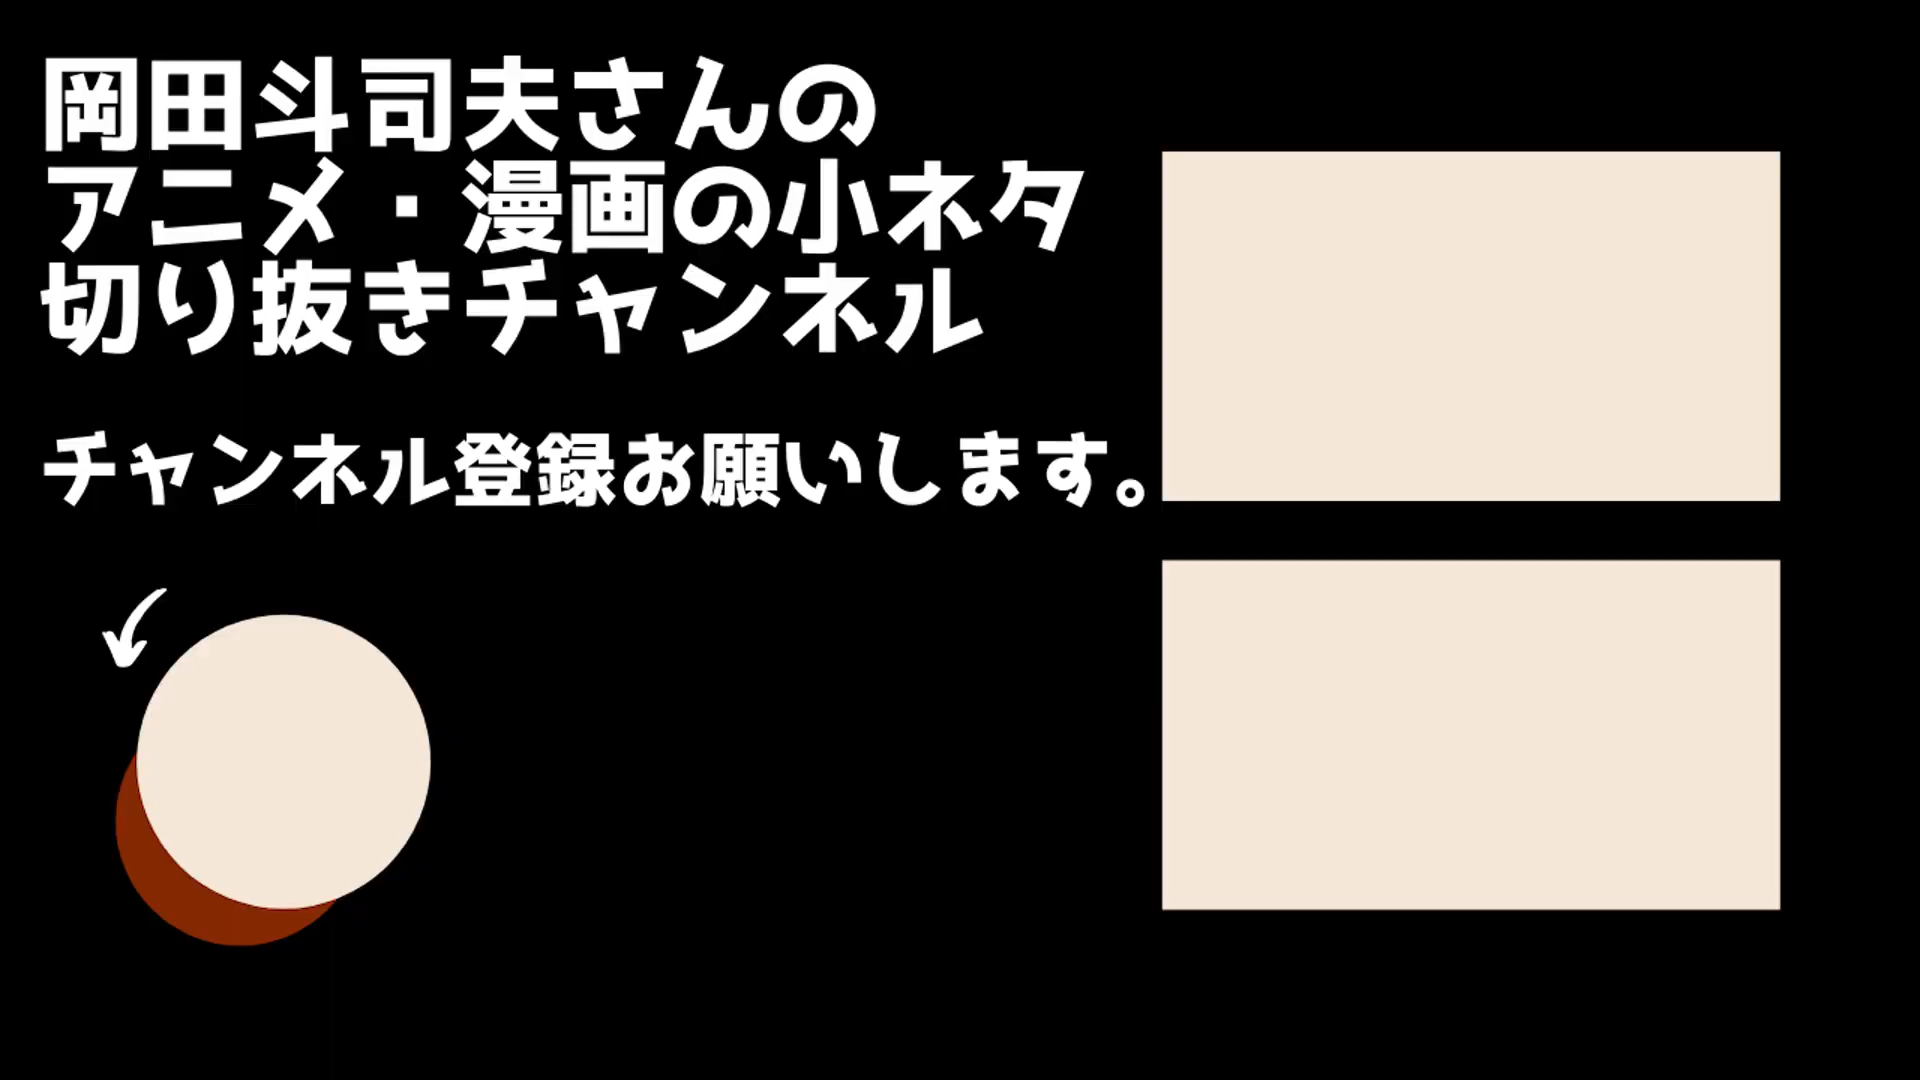 岡田斗司夫さんの
アニメ・漫画の小ネタ
切り抜きチャンネル
チャンネル登録お願いします。